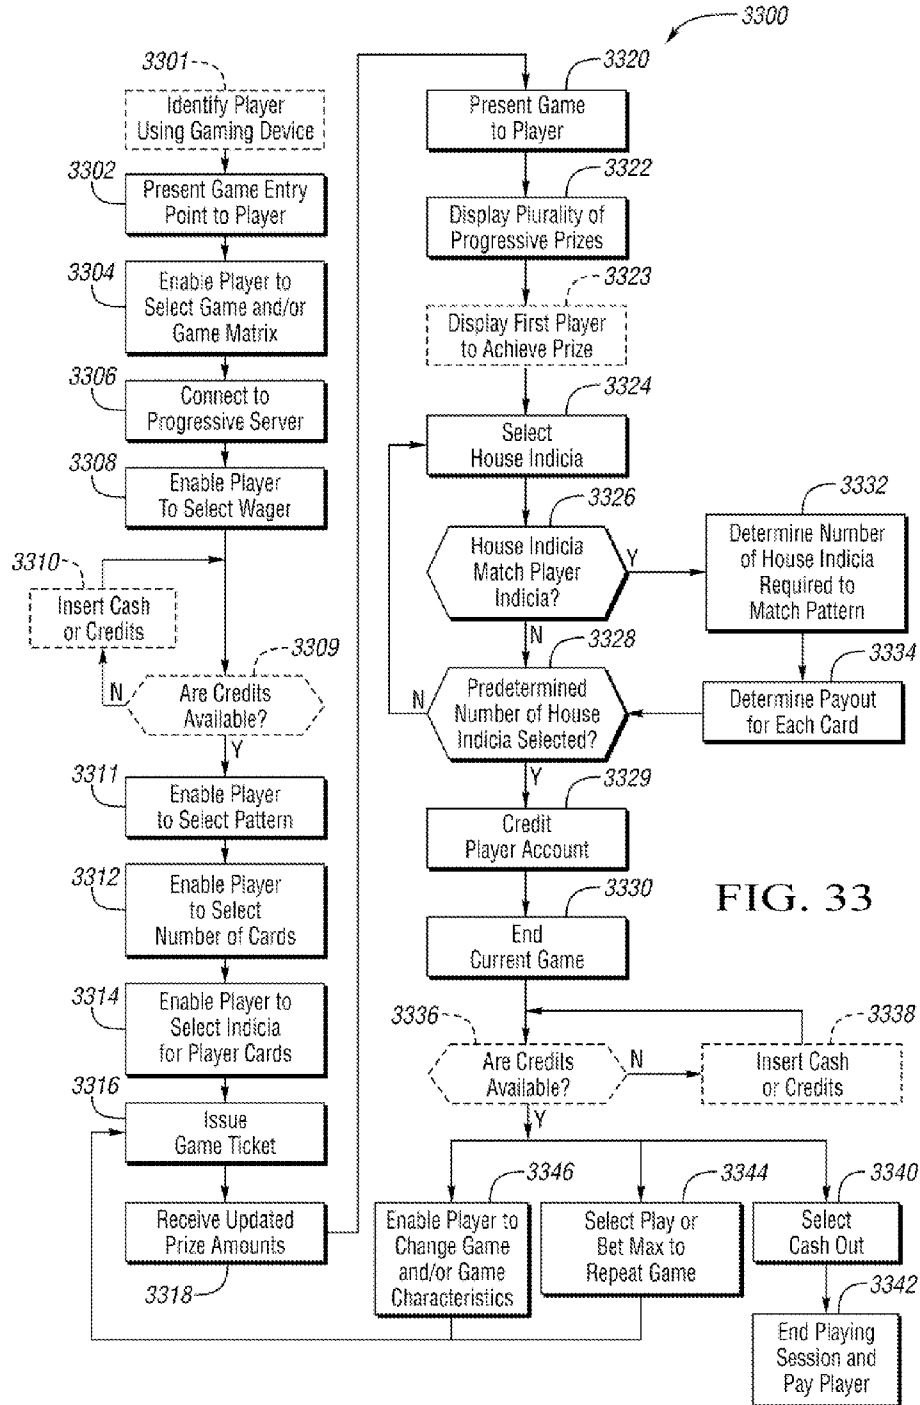 3300
3301
Identify Player
Using Gaming Device
3302
Present Game Entry
Point to Player
3304
Enable Player to
Select Game and/or
Game Matrix
3306
Connect to
Progressive Server
3308
Enable Player
To Select Wager
3310
Insert Cash
or Credits
3309
N
Are Credits
Available?
Y
3311
Enable Player
to Select Pattern
3312
Enable Player
to Select
Number of Cards
3314
Enable Player to
Select Indicia
for Player Cards
3316
Issue
Game Ticket
Receive Updated
Prize Amounts
3318
3320
Present Game
to Player
3322
Display Plurality of
Progressive Prizes
3323
Display First Player
to Achieve Prize
3324
Select
House Indicia
3326
House Indicia
Match Player
Indicia?
Y
N
3332
Determine Number
of House Indicia
Required to
Match Pattern
3334
Determine Payout
for Each Card
3328
N
Predetermined
Number of House
Indicia Selected?
Y
3329
Credit
Player Account
3330
End
Current Game
FIG. 33
3336
Are Credits
Available?
N
Y
3338
Insert Cash
or Credits
3346
Enable Player to
Change Game
and/or Game
Characteristics
3344
Select Play or
Bet Max to
Repeat Game
3340
Select
Cash Out
3342
End Playing
Session and
Pay Player